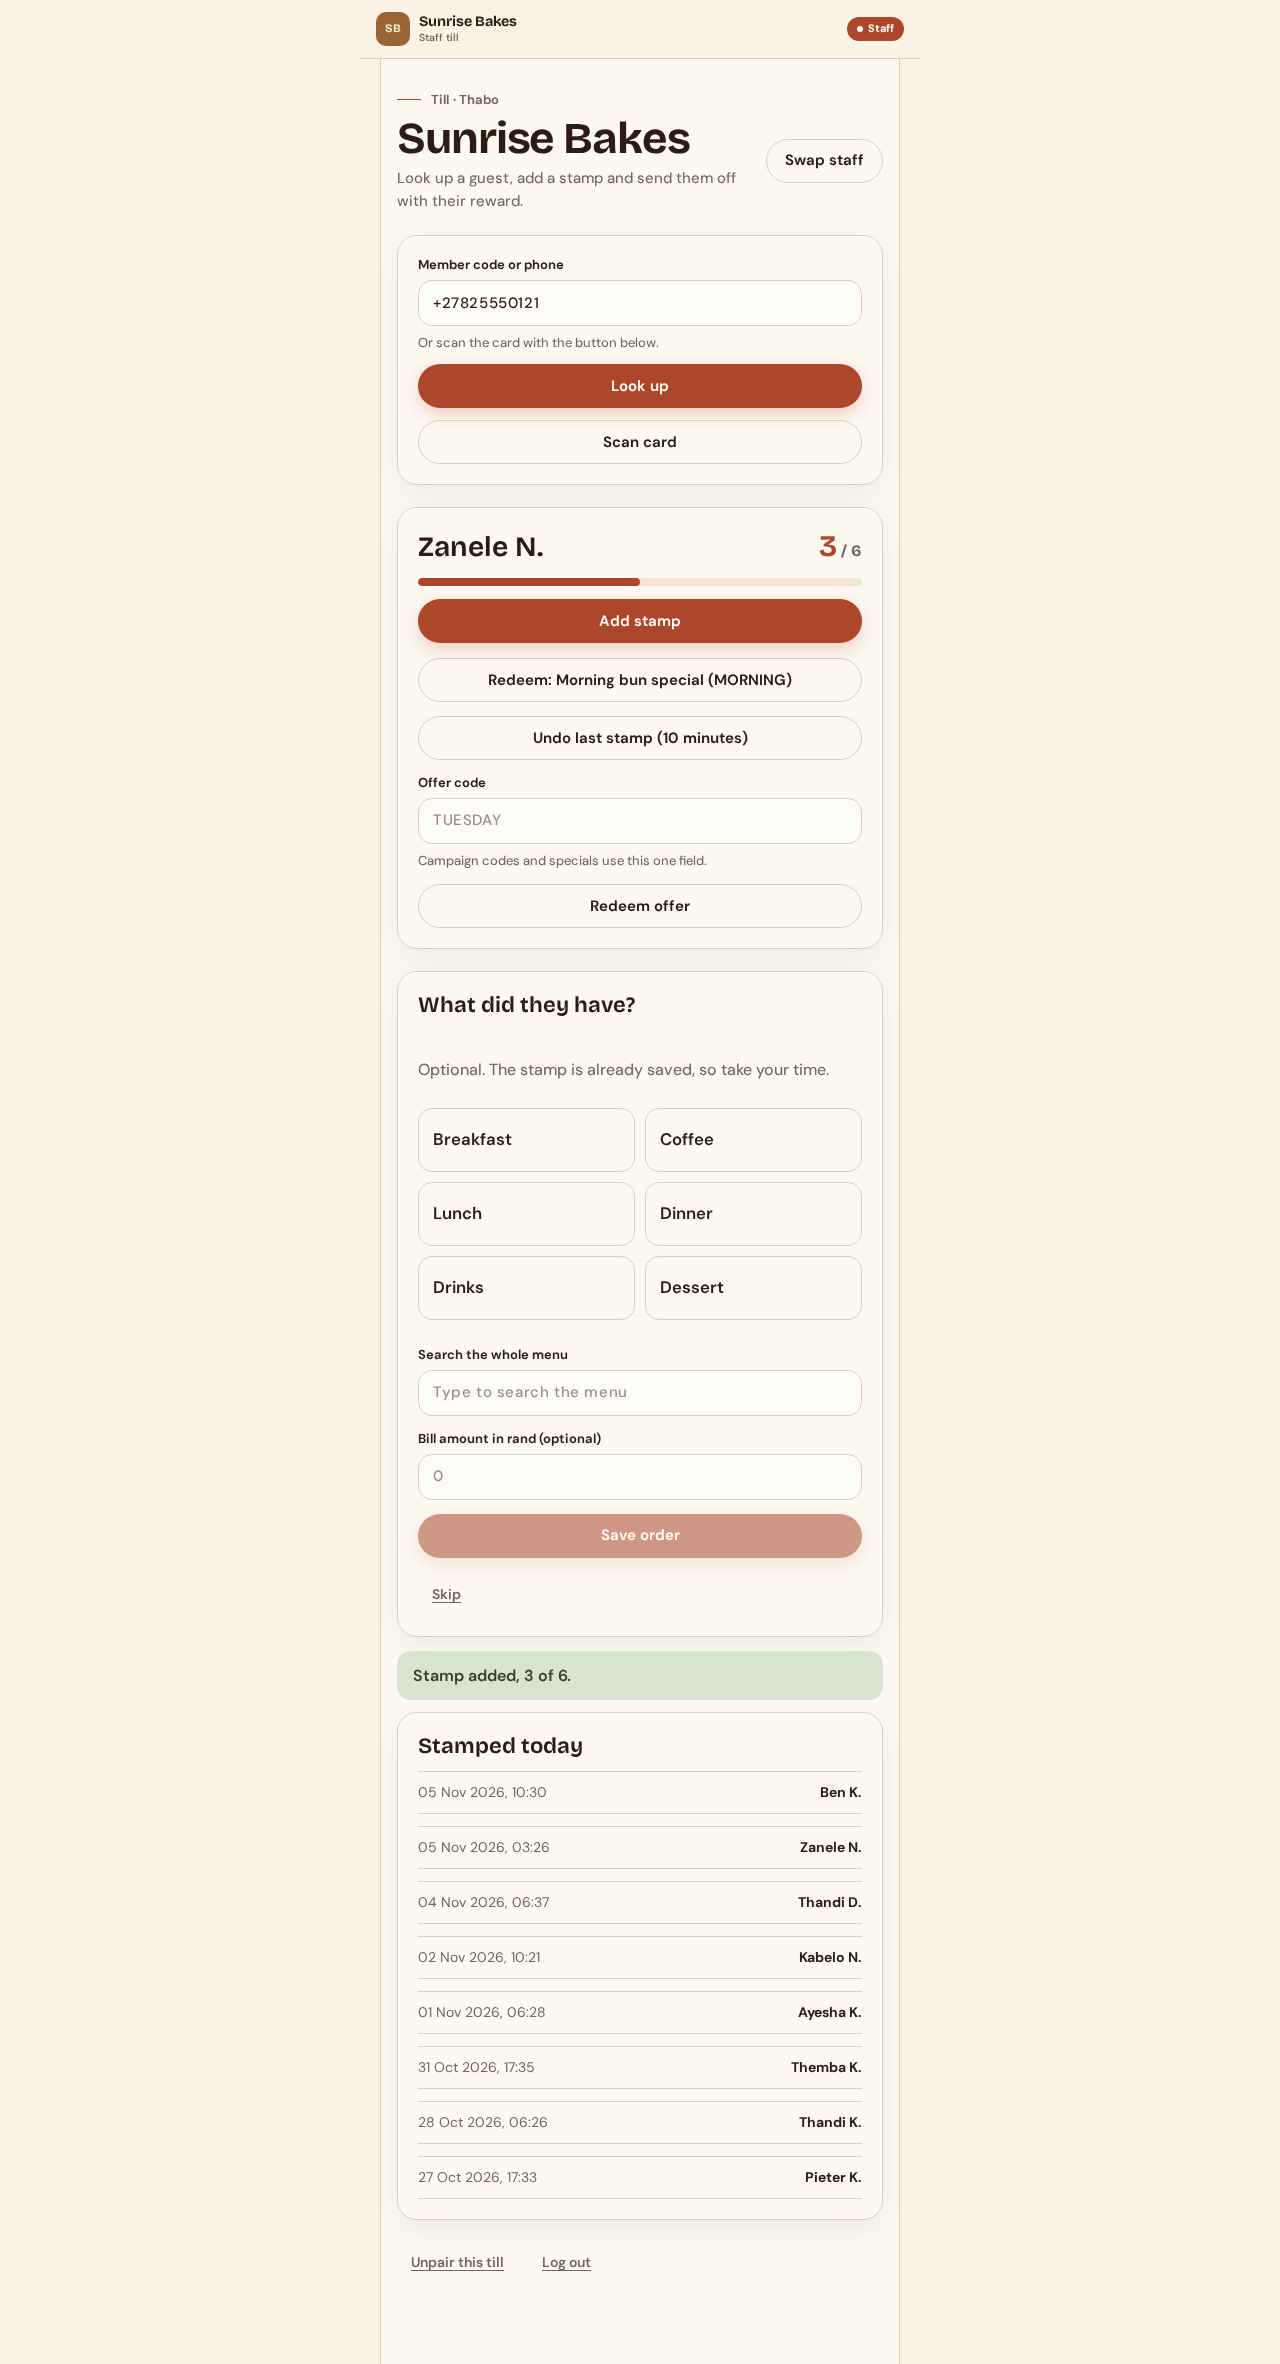 SB
Sunrise Bakes
Staff till
Staff
Till · Thabo
Sunrise Bakes
Swap staff
Look up a guest, add a stamp and send them off
with their reward.
Member code or phone
+27825550121
Or scan the card with the button below.
Look up
Scan card
Zanele N.
3 / 6
Add stamp
Redeem: Morning bun special (MORNING)
Undo last stamp (10 minutes)
Offer code
TUESDAY
Campaign codes and specials use this one field.
Redeem offer
What did they have?
Optional. The stamp is already saved, so take your time.
Breakfast
Coffee
Lunch
Dinner
Drinks
Dessert
Search the whole menu
Type to search the menu
Bill amount in rand (optional)
0
Save order
Skip
Stamp added, 3 of 6.
Stamped today
05 Nov 2026, 10:30 Ben K.
05 Nov 2026, 03:26 Zanele N.
04 Nov 2026, 06:37 Thandi D.
02 Nov 2026, 10:21 Kabelo N.
01 Nov 2026, 06:28 Ayesha K.
31 Oct 2026, 17:35 Themba K.
28 Oct 2026, 06:26 Thandi K.
27 Oct 2026, 17:33 Pieter K.
Unpair this till
Log out